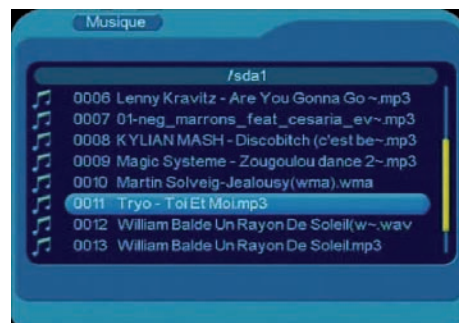 Musique
/sda1
0006 Lenny Kravitz - Are You Gonna Go ~.mp3
0007 01-neg_marrons_feat_cesaria_ev~.mp3
0008 KYLIAN MASH - Discobitch (c'est be~.mp3
0009 Magic Systeme - Zougoulou dance 2~.mp3
0010 Martin Solveig-Jealousy(wma).wma
0011 Tryo - Toi Et Moi.mp3
0012 William Balde Un Rayon De Soleil(w~.wav
0013 William Balde Un Rayon De Soleil.mp3